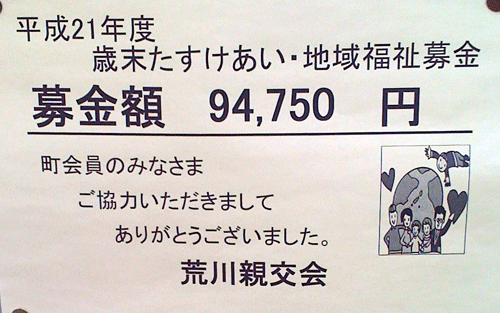 平成21年度
歳末たすけあい・地域福祉募金
募金額 94,750 円
町会員のみなさま
ご協力いただきまして
ありがとうございました。
荒川親交会